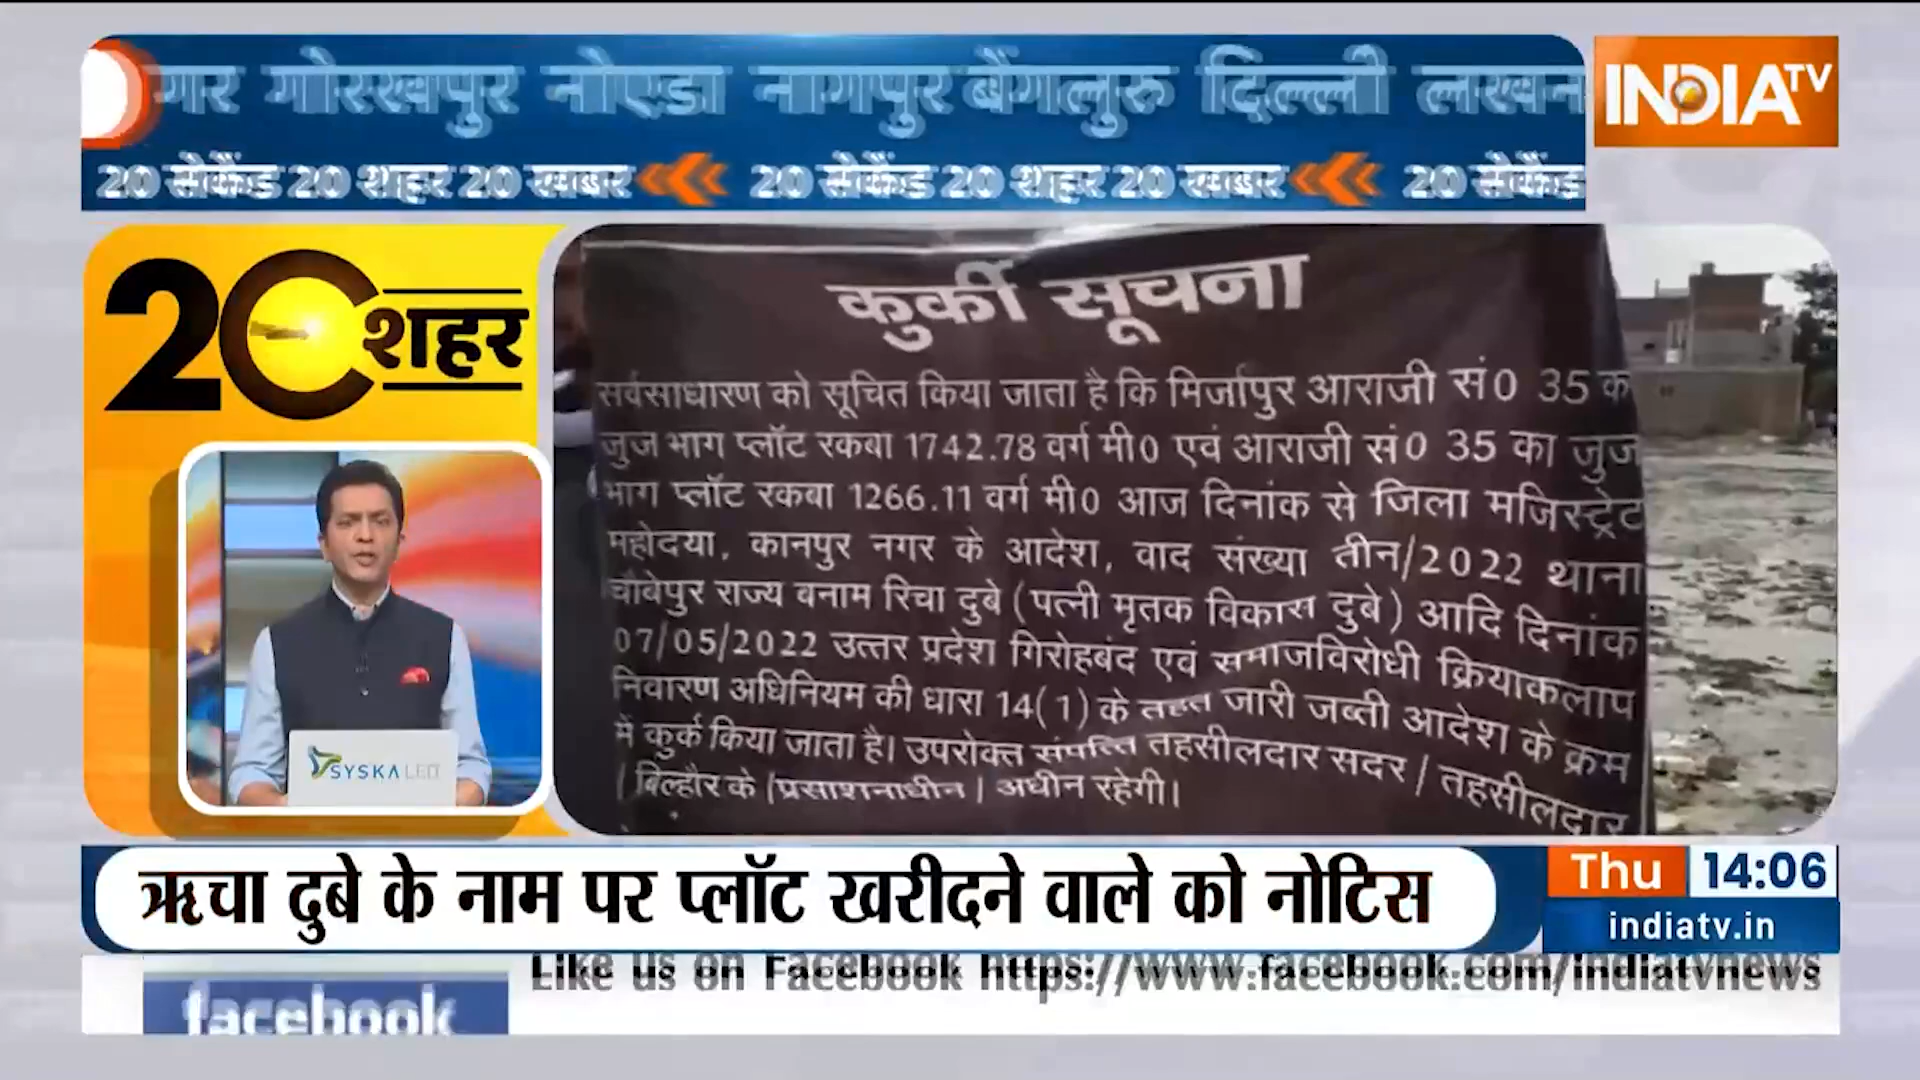 गर गोरखपुर नोएडा नागपुर बेंगलुरु दिल्ली लखन
INDIA TV
20 सेकेंड 20 शहर 20 खबर 20 सेकेंड 20 शहर 20 खबर 20 सेकेंड
20 शहर
कुर्की सूचना
सर्वसाधारण को सूचित किया जाता है कि मिर्जापुर आराजी सं0 35 क
जुज भाग प्लॉट रकबा 1742.78 वर्ग मी0 एवं आराजी सं0 35 का जुज
भाग प्लॉट रकबा 1266.11 वर्ग मी0 आज दिनांक से जिला मजिस्ट्रेट
महोदया, कानपुर नगर के आदेश, वाद संख्या तीन/2022 थाना
चौबेपुर राज्य बनाम रिचा दुबे (पत्नी मृतक विकास दुबे) आदि दिनांक
07/05/2022 उत्तर प्रदेश गिरोहबंद एवं समाजविरोधी क्रियाकलाप
निवारण अधिनियम की धारा 14(1) के तहत जारी जब्ती आदेश के क्रम
में कुर्क किया जाता है। उपरोक्त संपत्ति तहसीलदार सदर / तहसीलदार
/ बिल्हौर के (प्रसाशनाधीन) अधीन रहेगी।
SYSKA LED
ऋचा दुबे के नाम पर प्लॉट खरीदने वाले को नोटिस
Thu 14:06
indiatv.in
Like us on Facebook https://www.facebook.com/indiatvnews
facebook